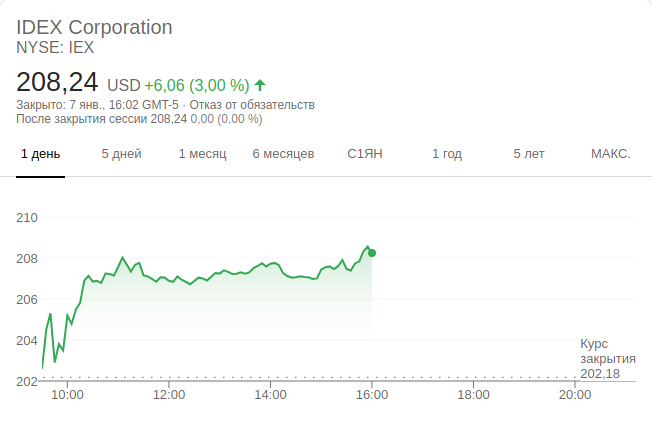 IDEX Corporation
NYSE: IEX
208,24 USD +6,06 (3,00 %)
Закрыто: 7 янв., 16:02 GMT-5 · Отказ от обязательств
После закрытия сессии 208,24 0,00 (0,00 %)
1 день 5 дней 1 месяц 6 месяцев С1ЯН 1 год 5 лет МАКС.
210
208
206
204
Курс
закрытия
202,18
202
10:00 12:00 14:00 16:00 18:00 20:00